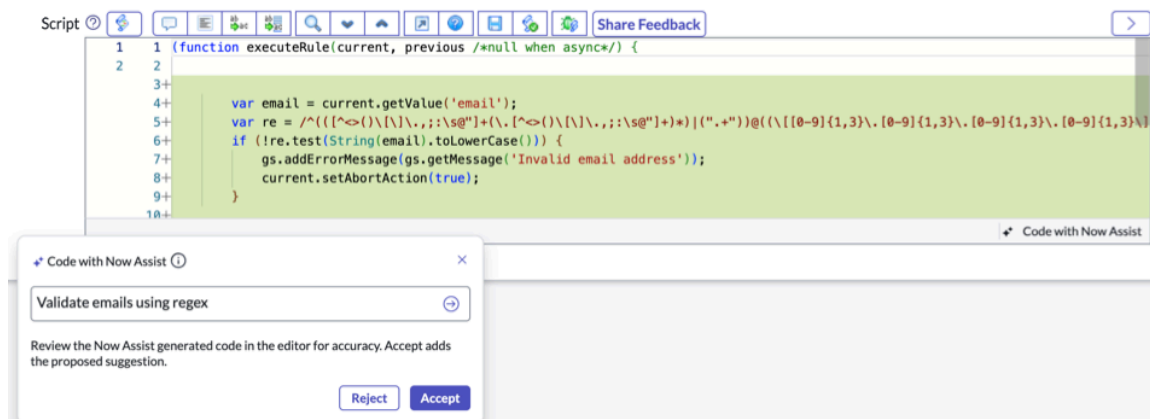 Script
Share Feedback
1 1 (function executeRule(current, previous /*null when async*/) {
2 2
3+
4+ var email = current.getValue('email');
5+ var re = /^(([^<>()\[\]\.,;:\s@"]+(\.[^<>()\[\]\.,;:\s@"]+)*)|(".+"))@((\[[0-9]{1,3}\.[0-9]{1,3}\.[0-9]{1,3}\.[0-9]{1,3}\]
6+ if (!re.test(String(email).toLowerCase())) {
7+ gs.addErrorMessage(gs.getMessage('Invalid email address'));
8+ current.setAbortAction(true);
9+ }
10+
Code with Now Assist
Code with Now Assist
Validate emails using regex
Review the Now Assist generated code in the editor for accuracy. Accept adds
the proposed suggestion.
Reject Accept